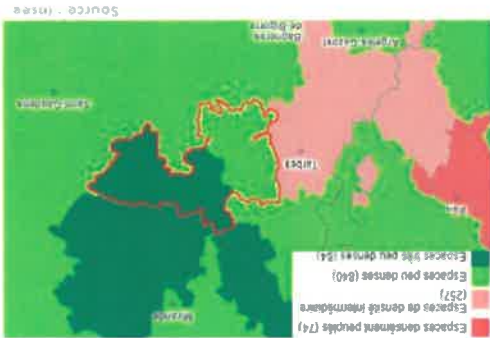 Espaces densément peuplés (74)
Espaces de densité intermédiaire
(257)
Espaces peu denses (840)
Espaces très peu denses
Mirande
Pau
Tarbes
Saint-Gaudens
Argelès-Gazost
Bagnères-
de-Bigorre
Source : Insee